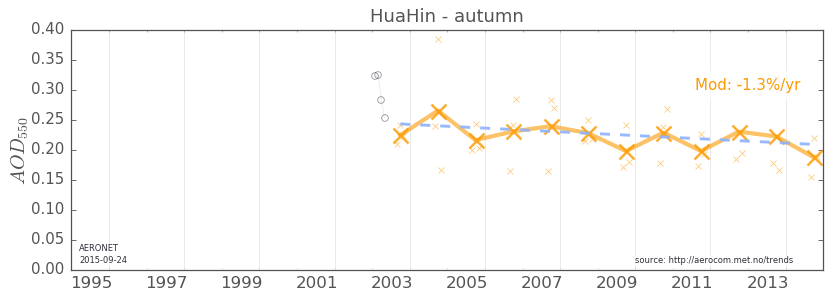 HuaHin - autumn
0.40
0.35
0.30
0.25
0.20
0.15
0.10
0.05
0.00
AOD550
Mod: -1.3%/yr
AERONET
2015-09-24
source: http://aerocom.met.no/trends
1995 1997 1999 2001 2003 2005 2007 2009 2011 2013